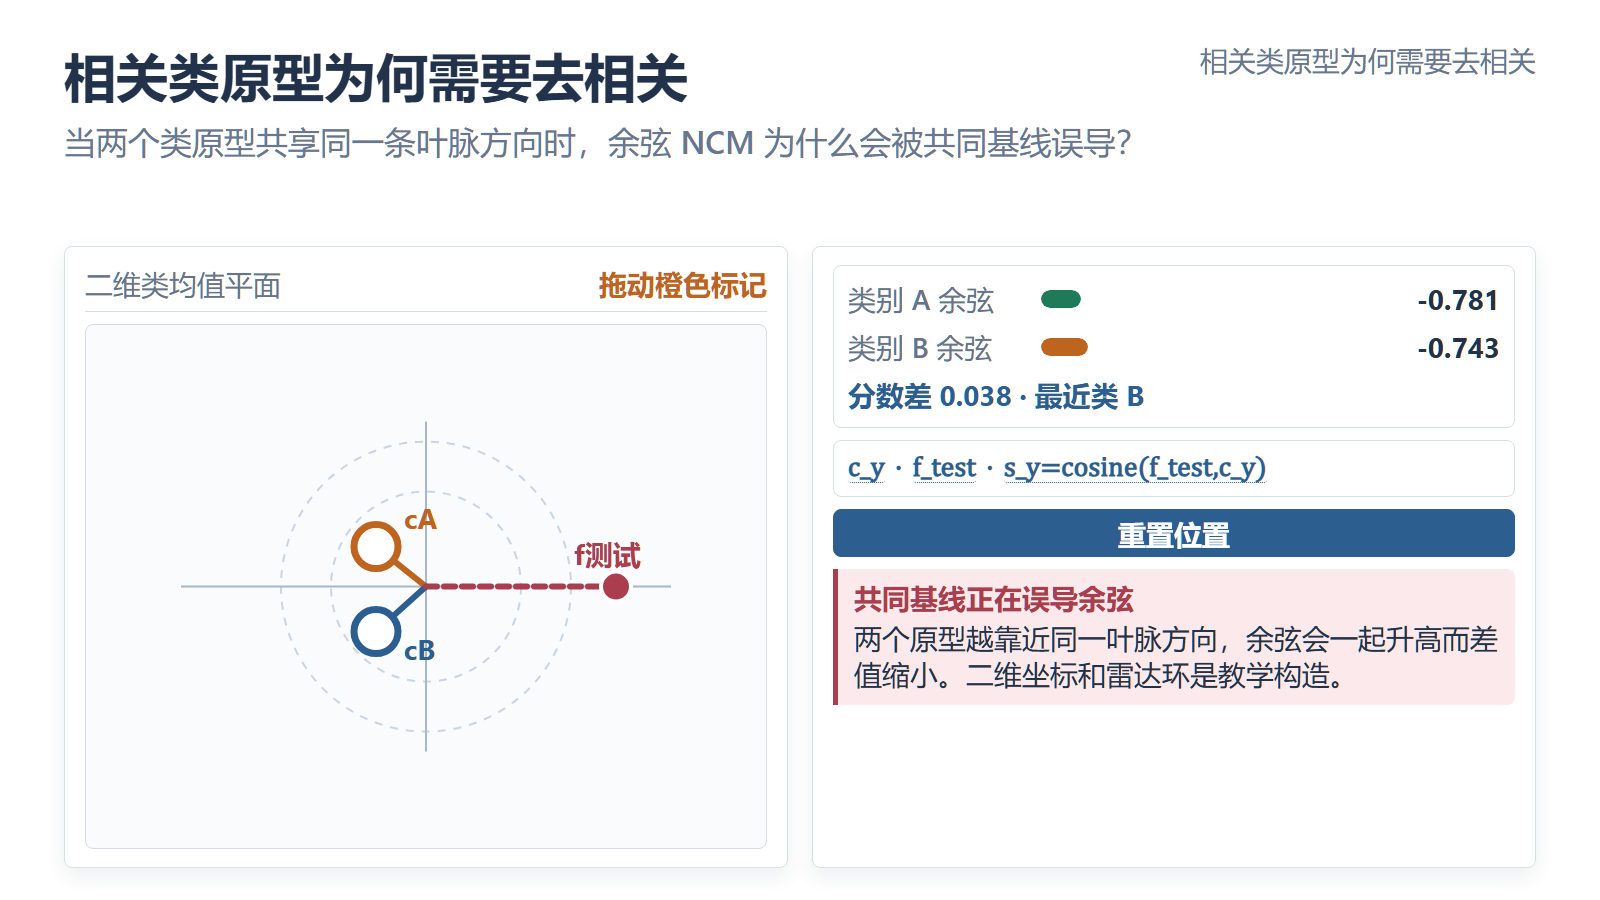 相关类原型为何需要去相关
相关类原型为何需要去相关
当两个类原型共享同一条叶脉方向时，余弦 NCM 为什么会被共同基线误导？
二维类均值平面
拖动橙色标记
cA
f测试
cB
类别 A 余弦
-0.781
类别 B 余弦
-0.743
分数差 0.038 · 最近类 B
c_y · f_test · s_y=cosine(f_test,c_y)
重置位置
共同基线正在误导余弦
两个原型越靠近同一叶脉方向，余弦会一起升高而差
值缩小。二维坐标和雷达环是教学构造。